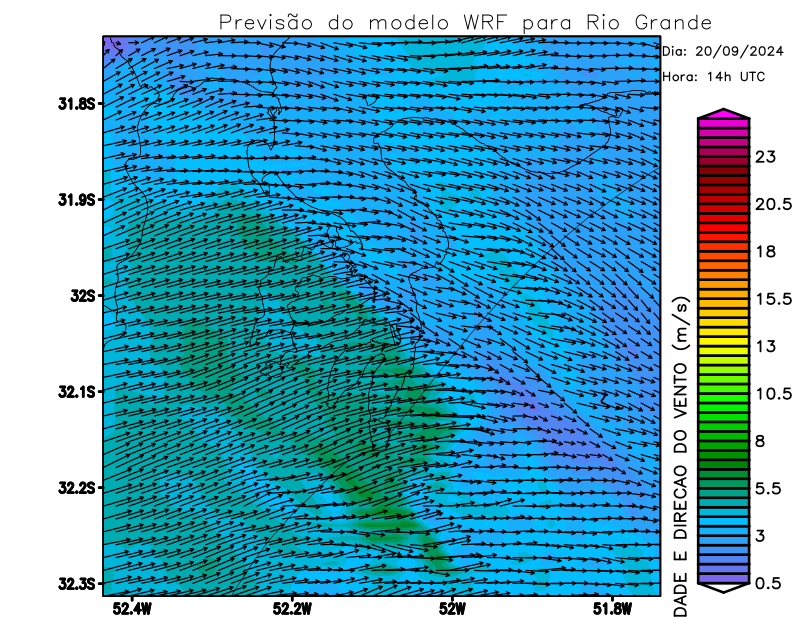 Previsão do modelo WRF para Rio Grande
Dia: 20/09/2024
Hora: 14h UTC
31.8S
31.9S
32S
32.1S
32.2S
32.3S
52.4W
52.2W
52W
51.8W
DADE E DIRECAO DO VENTO (m/s)
23
20.5
18
15.5
13
10.5
8
5.5
3
0.5